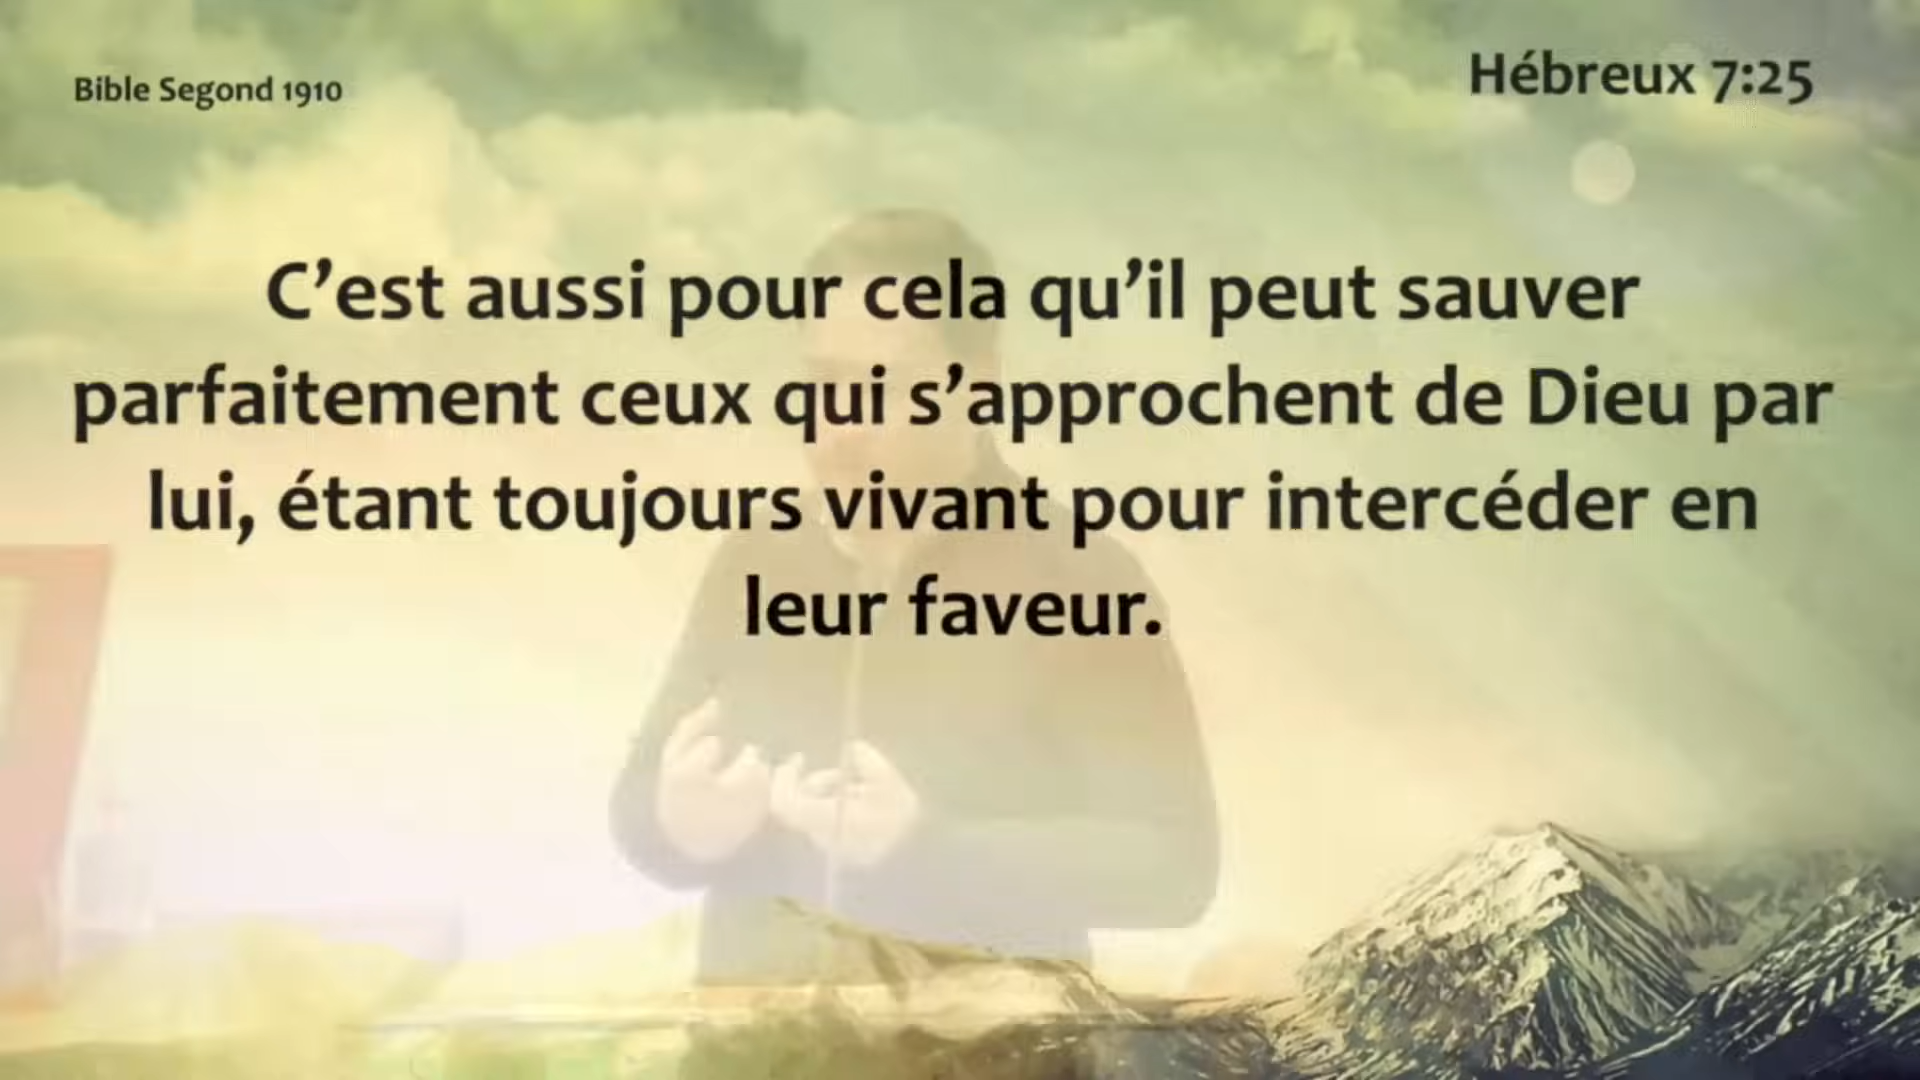 Bible Segond 1910
Hébreux 7:25
C’est aussi pour cela qu’il peut sauver
parfaitement ceux qui s’approchent de Dieu par
lui, étant toujours vivant pour intercéder en
leur faveur.